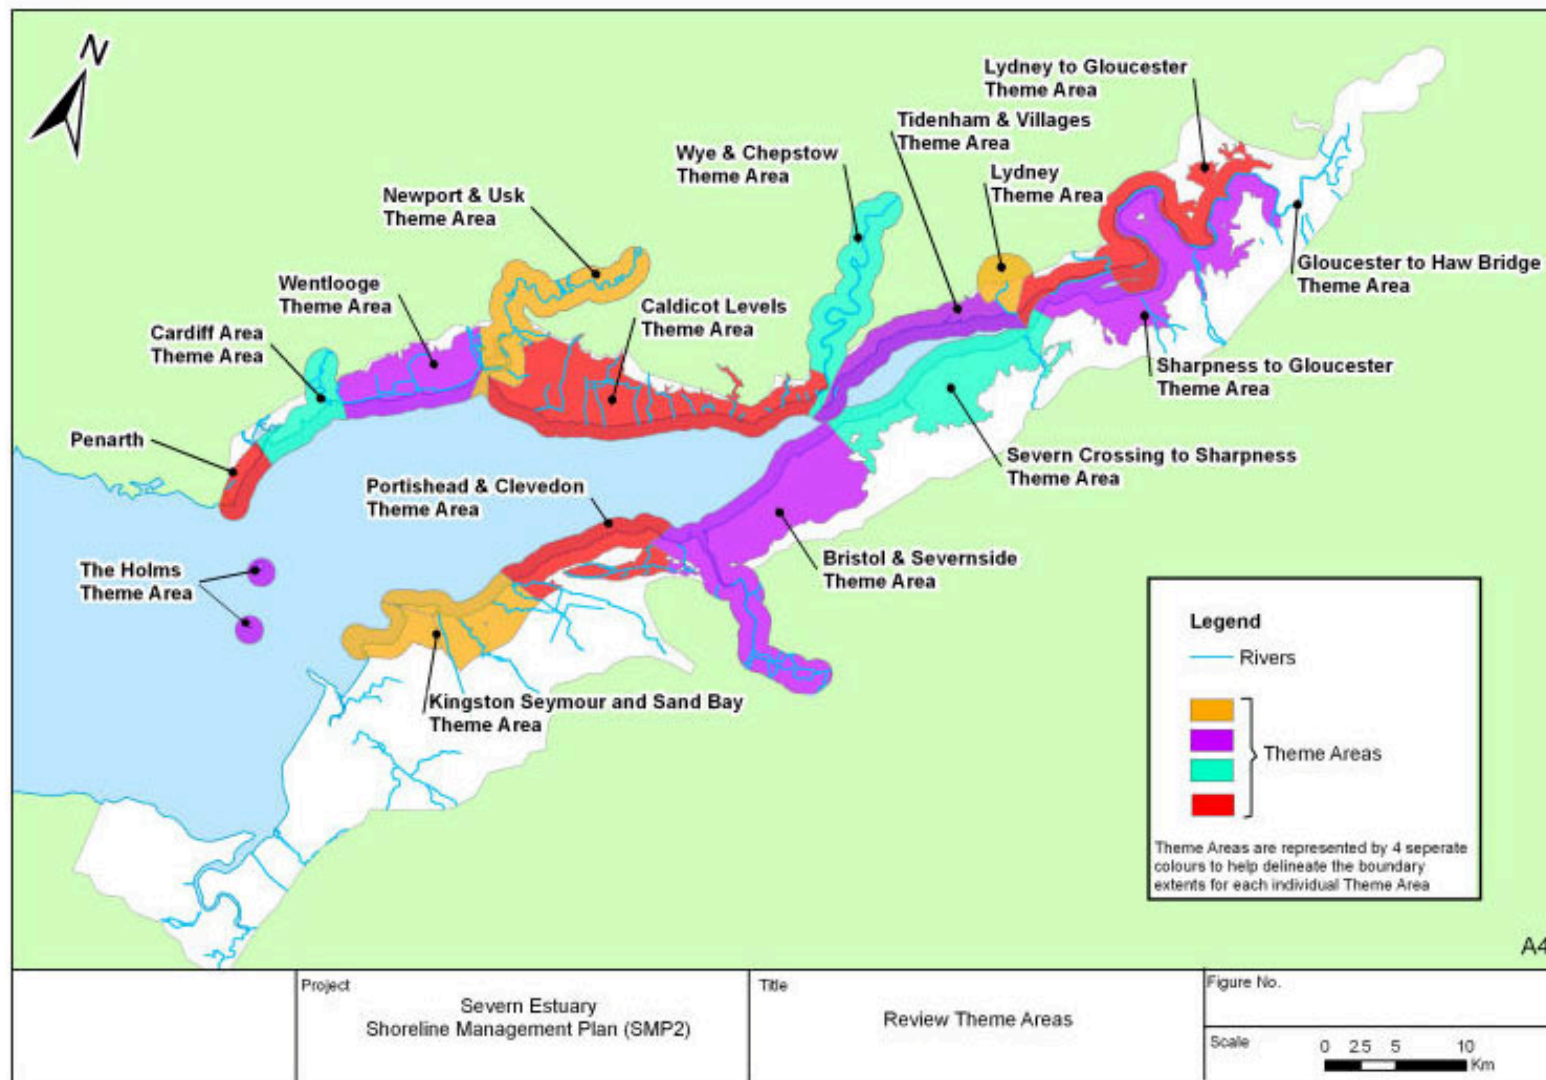 N
Lydney to Gloucester
Theme Area
Tidenham & Villages
Theme Area
Wye & Chepstow
Theme Area
Lydney
Theme Area
Newport & Usk
Theme Area
Gloucester to Haw Bridge
Theme Area
Wentlooge
Theme Area
Caldicot Levels
Theme Area
Cardiff Area
Theme Area
Sharpness to Gloucester
Theme Area
Penarth
Severn Crossing to Sharpness
Theme Area
Portishead & Clevedon
Theme Area
Bristol & Severnside
Theme Area
The Holms
Theme Area
Kingston Seymour and Sand Bay
Theme Area
Legend
Rivers
Theme Areas
Theme Areas are represented by 4 seperate
colours to help delineate the boundary
extents for each individual Theme Area
A4
Project
Severn Estuary
Shoreline Management Plan (SMP2)
Title
Review Theme Areas
Figure No.
Scale
0 2.5 5 10
Km